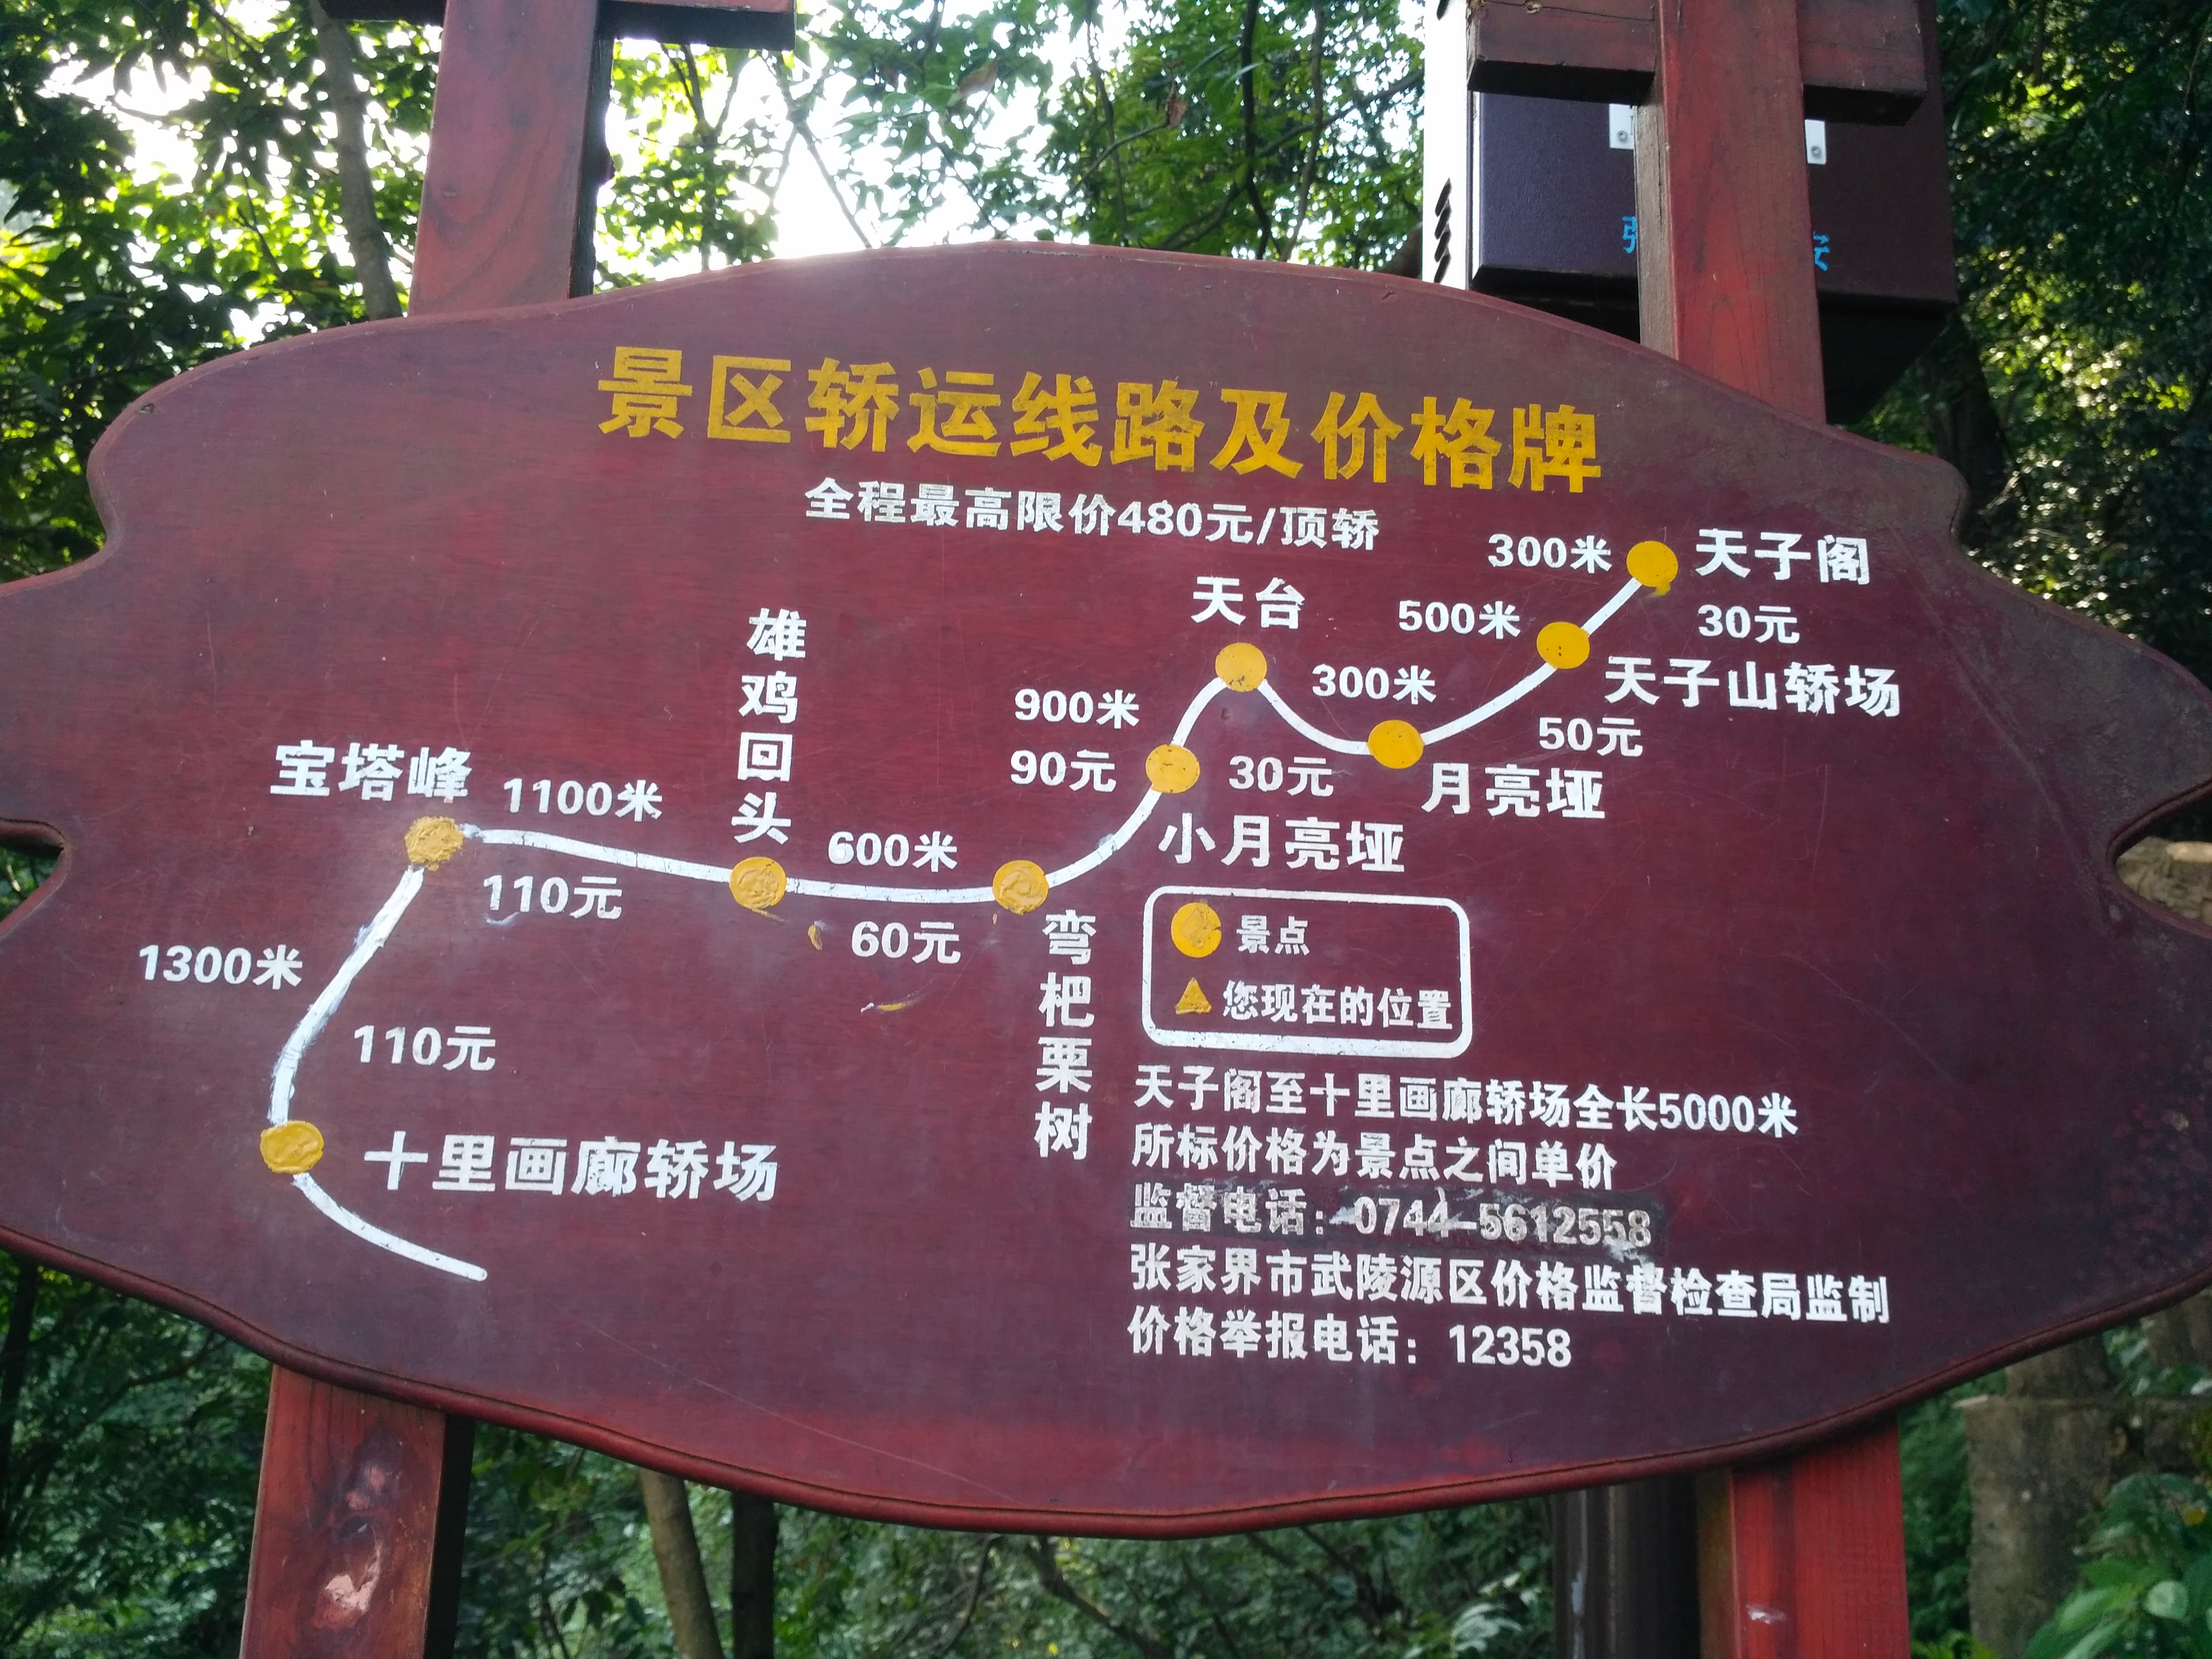 景区轿运线路及价格牌
全程最高限价480元/顶轿
300米
天子阁
30元
500米
天子山轿场
50元
天台
300米
30元
月亮垭
900米
90元
小月亮垭
雄鸡回头
宝塔峰
1100米
110元
600米
60元
弯杷栗树
1300米
110元
十里画廊轿场
景点
您现在的位置
天子阁至十里画廊轿场全长5000米
所标价格为景点之间单价
监督电话：0744-5612558
张家界市武陵源区价格监督检查局监制
价格举报电话：12358